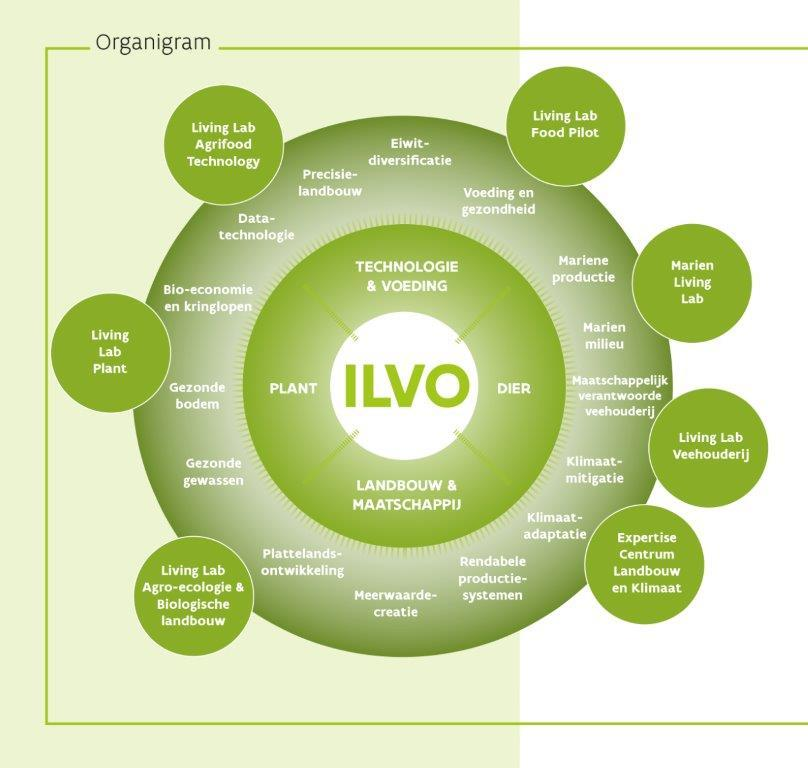 Organigram
Living Lab
Agrifood
Technology
Living Lab
Food Pilot
Eiwit-
diversificatie
Precisie-
landbouw
Voeding en
gezondheid
Data-
technologie
Mariene
productie
Marien
Living
Lab
TECHNOLOGIE
& VOEDING
Bio-economie
en kringlopen
Marien
milieu
Living
Lab
Plant
Gezonde
bodem
PLANT
ILVO
DIER
Maatschappelijk
verantwoorde
veehouderij
Living Lab
Veehouderij
Gezonde
gewassen
Klimaat-
mitigatie
LANDBOUW &
MAATSCHAPPIJ
Klimaat-
adaptatie
Expertise
Centrum
Landbouw
en Klimaat
Plattelands-
ontwikkeling
Rendabele
productie-
systemen
Living Lab
Agro-ecologie &
Biologische
landbouw
Meerwaarde-
creatie